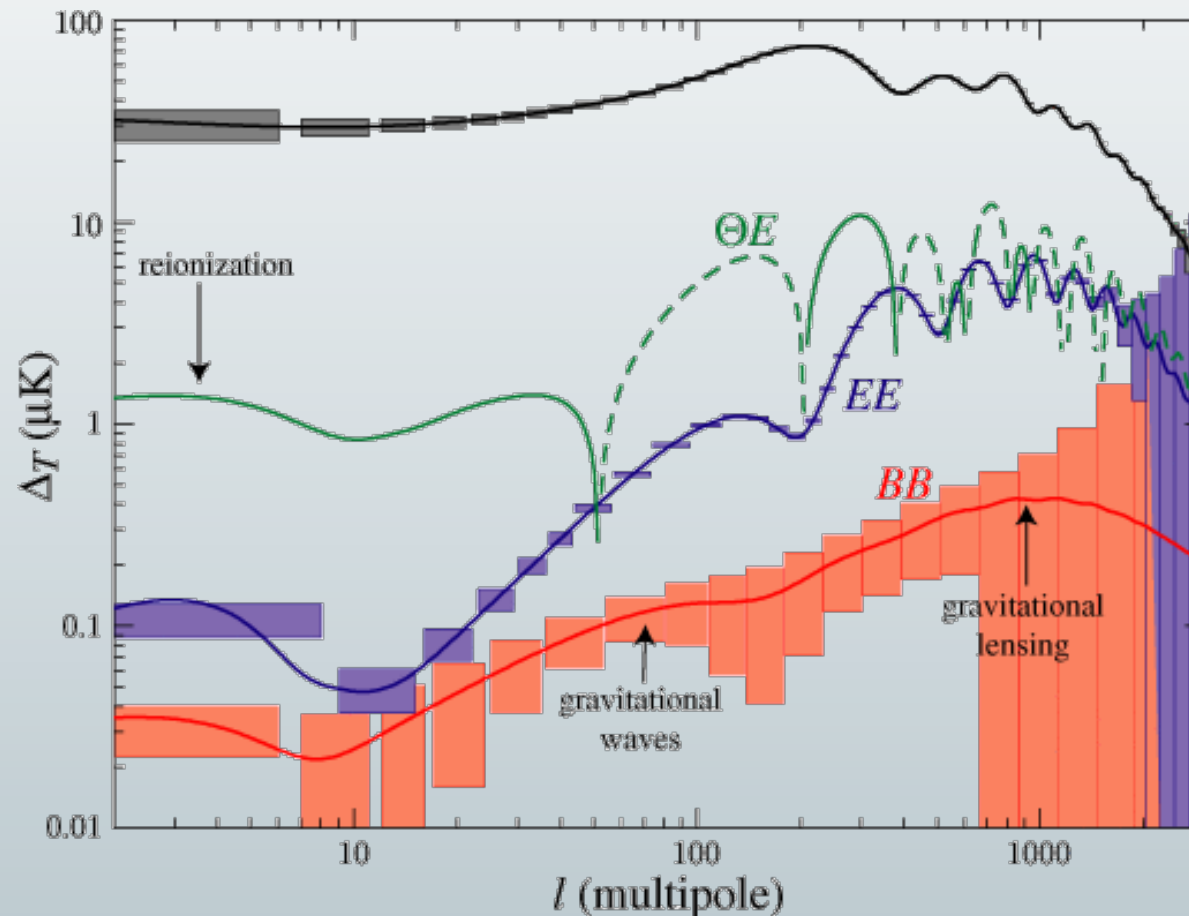 100
10
1
0.1
0.01
Δ_T (μK)
reionization
ΘE
EE
BB
gravitational
waves
gravitational
lensing
10
100
1000
l (multipole)